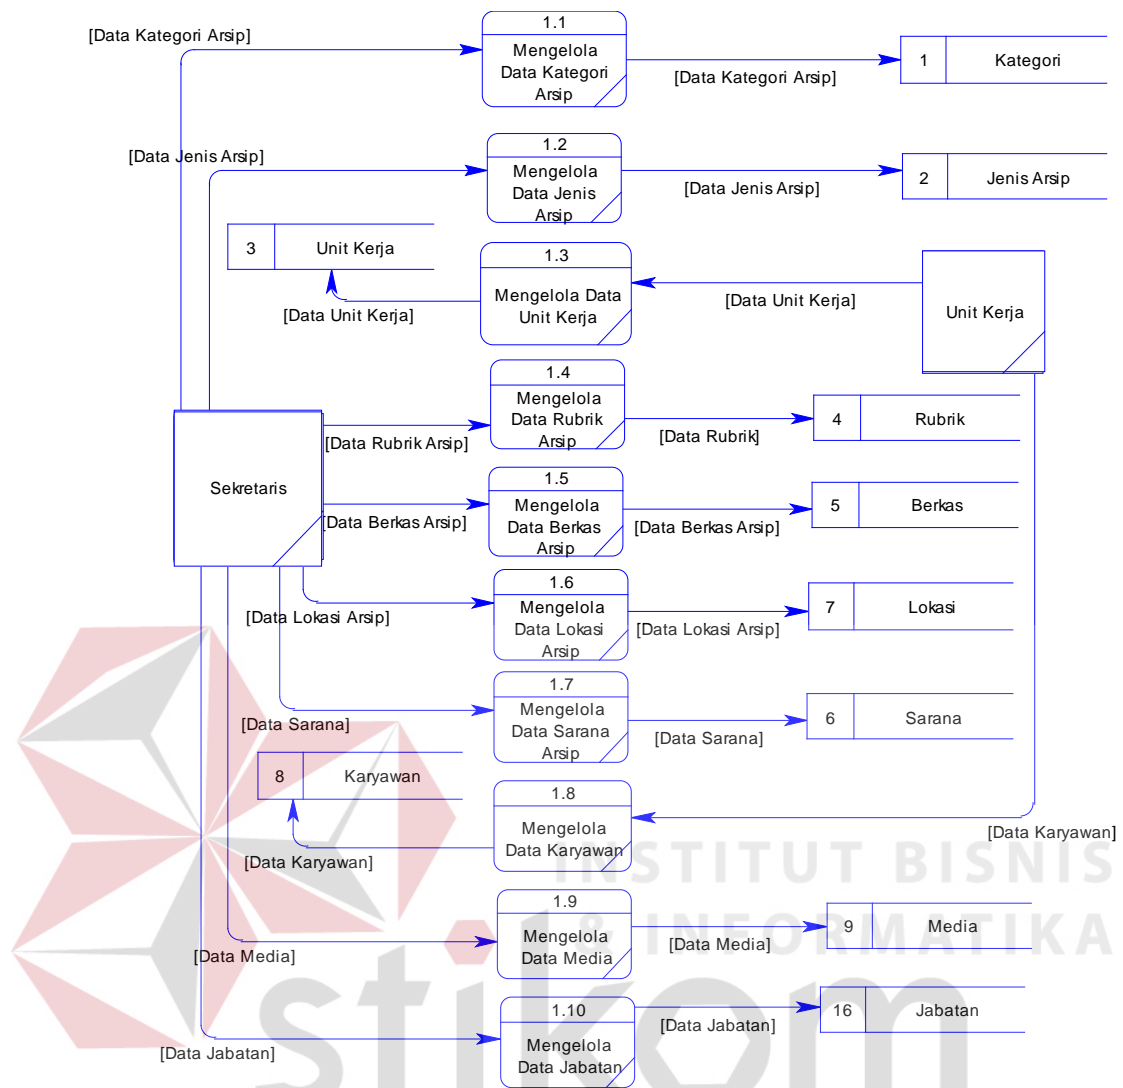 1.1
[Data Kategori Arsip]
Mengelola
Data Kategori
Arsip
[Data Kategori Arsip]
1
Kategori
1.2
[Data Jenis Arsip]
Mengelola
Data Jenis
Arsip
[Data Jenis Arsip]
2
Jenis Arsip
3
Unit Kerja
1.3
Mengelola Data
Unit Kerja
[Data Unit Kerja]
[Data Unit Kerja]
Unit Kerja
1.4
Mengelola
Data Rubrik
Arsip
[Data Rubrik Arsip]
[Data Rubrik]
4
Rubrik
Sekretaris
1.5
Mengelola
Data Berkas
Arsip
[Data Berkas Arsip]
[Data Berkas Arsip]
5
Berkas
1.6
Mengelola
Data Lokasi
Arsip
[Data Lokasi Arsip]
[Data Lokasi Arsip]
7
Lokasi
1.7
Mengelola
Data Sarana
Arsip
[Data Sarana]
[Data Sarana]
6
Sarana
8
Karyawan
1.8
Mengelola
Data Karyawan
[Data Karyawan]
[Data Karyawan]
INSTITUT BISNIS
& INFORMATIKA
1.9
Mengelola
Data Media
[Data Media]
[Data Media]
9
Media
stikom
1.10
Mengelola
Data Jabatan
[Data Jabatan]
[Data Jabatan]
16
Jabatan